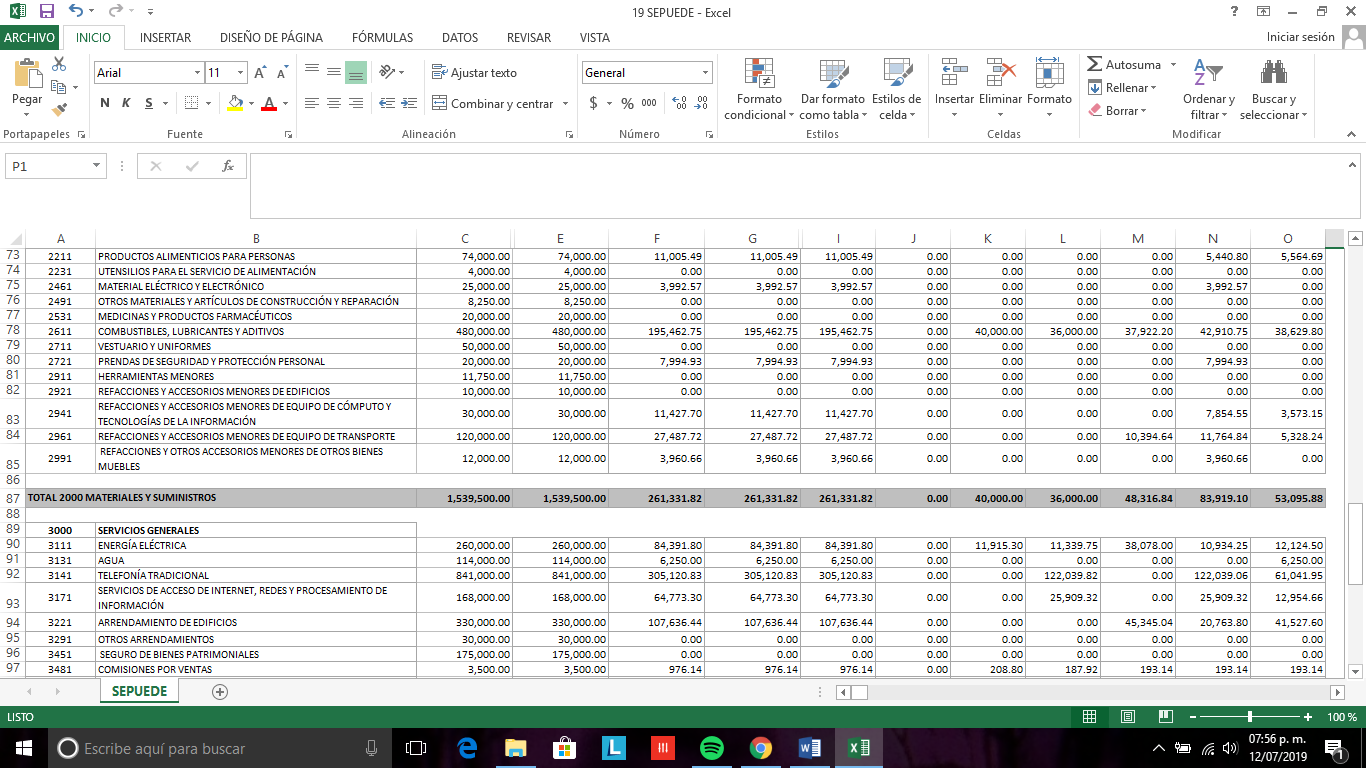 19 SEPUEDE - Excel
ARCHIVO INICIO INSERTAR DISEÑO DE PÁGINA FÓRMULAS DATOS REVISAR VISTA Iniciar sesión
Pegar
Portapapeles
Arial 11
N K S
Fuente
Ajustar texto
Combinar y centrar
Alineación
General
$ % 000
Número
Formato condicional
Dar formato como tabla
Estilos de celda
Estilos
Insertar Eliminar Formato
Celdas
Autosuma
Rellenar
Borrar
Ordenar y filtrar
Buscar y seleccionar
Modificar
P1
A B C E F G I J K L M N O
73 2211 PRODUCTOS ALIMENTICIOS PARA PERSONAS 74,000.00 74,000.00 11,005.49 11,005.49 11,005.49 0.00 0.00 0.00 0.00 5,440.80 5,564.69
74 2231 UTENSILIOS PARA EL SERVICIO DE ALIMENTACIÓN 4,000.00 4,000.00 0.00 0.00 0.00 0.00 0.00 0.00 0.00 0.00 0.00
75 2461 MATERIAL ELÉCTRICO Y ELECTRÓNICO 25,000.00 25,000.00 3,992.57 3,992.57 3,992.57 0.00 0.00 0.00 0.00 3,992.57 0.00
76 2491 OTROS MATERIALES Y ARTÍCULOS DE CONSTRUCCIÓN Y REPARACIÓN 8,250.00 8,250.00 0.00 0.00 0.00 0.00 0.00 0.00 0.00 0.00 0.00
77 2531 MEDICINAS Y PRODUCTOS FARMACÉUTICOS 20,000.00 20,000.00 0.00 0.00 0.00 0.00 0.00 0.00 0.00 0.00 0.00
78 2611 COMBUSTIBLES, LUBRICANTES Y ADITIVOS 480,000.00 480,000.00 195,462.75 195,462.75 195,462.75 0.00 40,000.00 36,000.00 37,922.20 42,910.75 38,629.80
79 2711 VESTUARIO Y UNIFORMES 50,000.00 50,000.00 0.00 0.00 0.00 0.00 0.00 0.00 0.00 0.00 0.00
80 2721 PRENDAS DE SEGURIDAD Y PROTECCIÓN PERSONAL 20,000.00 20,000.00 7,994.93 7,994.93 7,994.93 0.00 0.00 0.00 0.00 7,994.93 0.00
81 2911 HERRAMIENTAS MENORES 11,750.00 11,750.00 0.00 0.00 0.00 0.00 0.00 0.00 0.00 0.00 0.00
82 2921 REFACCIONES Y ACCESORIOS MENORES DE EDIFICIOS 10,000.00 10,000.00 0.00 0.00 0.00 0.00 0.00 0.00 0.00 0.00 0.00
83 2941 REFACCIONES Y ACCESORIOS MENORES DE EQUIPO DE CÓMPUTO Y
TECNOLOGÍAS DE LA INFORMACIÓN 30,000.00 30,000.00 11,427.70 11,427.70 11,427.70 0.00 0.00 0.00 0.00 7,854.55 3,573.15
84 2961 REFACCIONES Y ACCESORIOS MENORES DE EQUIPO DE TRANSPORTE 120,000.00 120,000.00 27,487.72 27,487.72 27,487.72 0.00 0.00 0.00 10,394.64 11,764.84 5,328.24
85 2991 REFACCIONES Y OTROS ACCESORIOS MENORES DE OTROS BIENES
MUEBLES 12,000.00 12,000.00 3,960.66 3,960.66 3,960.66 0.00 0.00 0.00 0.00 3,960.66 0.00
86
87 TOTAL 2000 MATERIALES Y SUMINISTROS 1,539,500.00 1,539,500.00 261,331.82 261,331.82 261,331.82 0.00 40,000.00 36,000.00 48,316.84 83,919.10 53,095.88
88
89 3000 SERVICIOS GENERALES
90 3111 ENERGÍA ELÉCTRICA 260,000.00 260,000.00 84,391.80 84,391.80 84,391.80 0.00 11,915.30 11,339.75 38,078.00 10,934.25 12,124.50
91 3131 AGUA 114,000.00 114,000.00 6,250.00 6,250.00 6,250.00 0.00 0.00 0.00 0.00 0.00 6,250.00
92 3141 TELEFONÍA TRADICIONAL 841,000.00 841,000.00 305,120.83 305,120.83 305,120.83 0.00 0.00 122,039.82 0.00 122,039.06 61,041.95
93 3171 SERVICIOS DE ACCESO DE INTERNET, REDES Y PROCESAMIENTO DE
INFORMACIÓN 168,000.00 168,000.00 64,773.30 64,773.30 64,773.30 0.00 0.00 25,909.32 0.00 25,909.32 12,954.66
94 3221 ARRENDAMIENTO DE EDIFICIOS 330,000.00 330,000.00 107,636.44 107,636.44 107,636.44 0.00 0.00 0.00 45,345.04 20,763.80 41,527.60
95 3291 OTROS ARRENDAMIENTOS 30,000.00 30,000.00 0.00 0.00 0.00 0.00 0.00 0.00 0.00 0.00 0.00
96 3451 SEGURO DE BIENES PATRIMONIALES 175,000.00 175,000.00 0.00 0.00 0.00 0.00 0.00 0.00 0.00 0.00 0.00
97 3481 COMISIONES POR VENTAS 3,500.00 3,500.00 976.14 976.14 976.14 0.00 208.80 187.92 193.14 193.14 193.14
SEPUEDE
LISTO 100 %
Escribe aquí para buscar
07:56 p. m.
12/07/2019